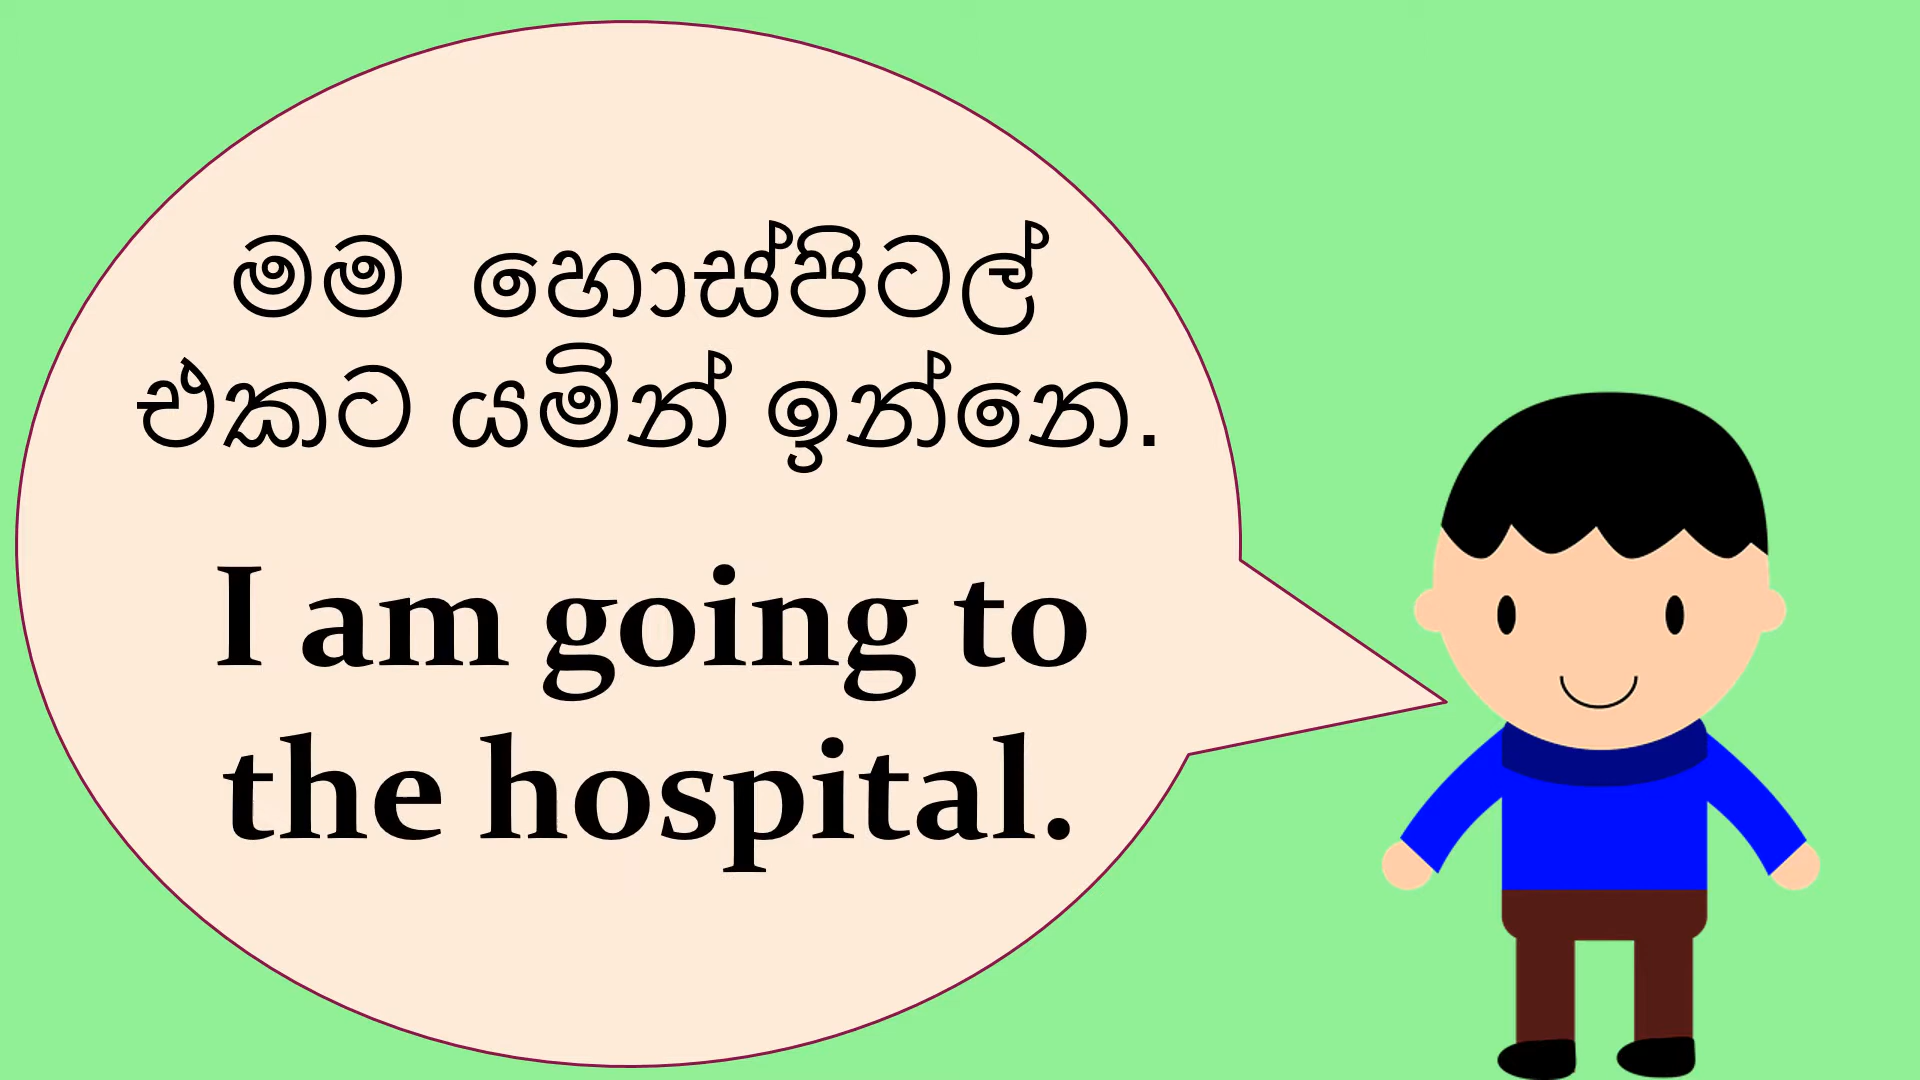 මම හොස්පිටල්
එකට යමින් ඉන්නෙ.
I am going to
the hospital.